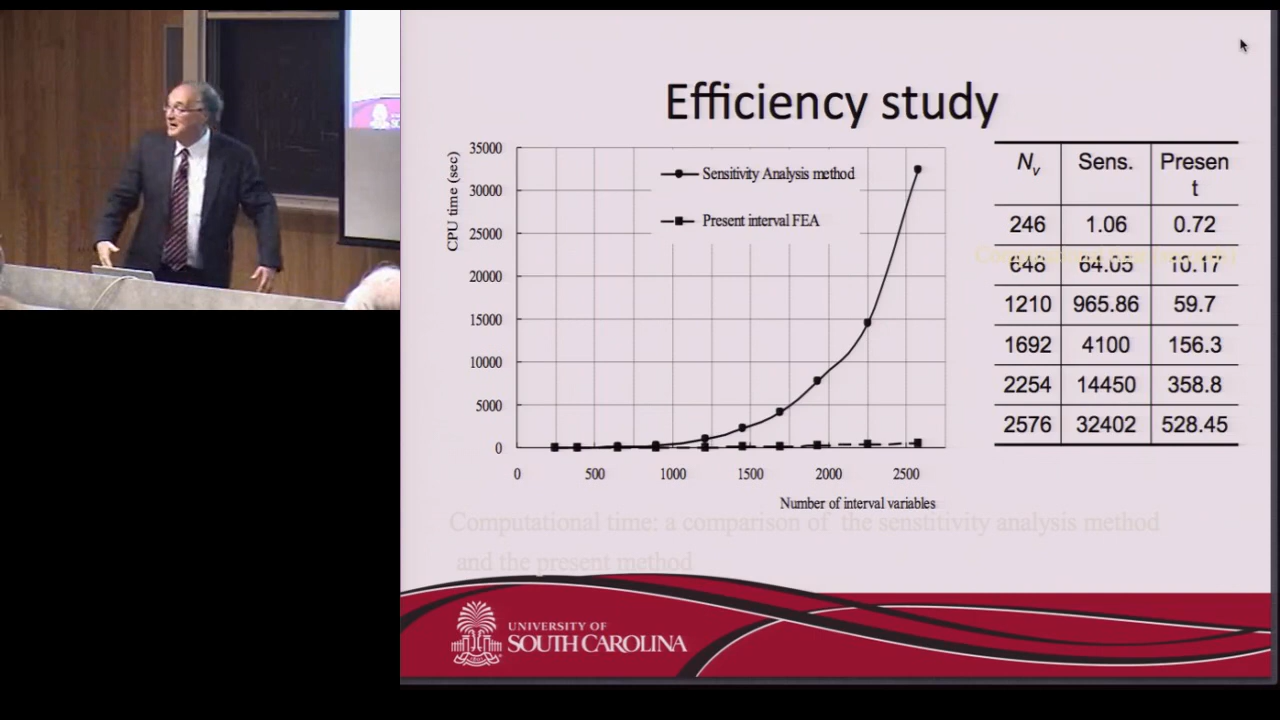 Efficiency study
35000
30000
25000
20000
15000
10000
5000
0
CPU time (sec)
Sensitivity Analysis method
Present interval FEA
0 500 1000 1500 2000 2500
Number of interval variables
Nv Sens. Presen
t
246 1.06 0.72
648 64.05 10.17
1210 965.86 59.7
1692 4100 156.3
2254 14450 358.8
2576 32402 528.45
Computational time: a comparison of the senstitivity analysis method
and the present method
UNIVERSITY OF
SOUTH CAROLINA